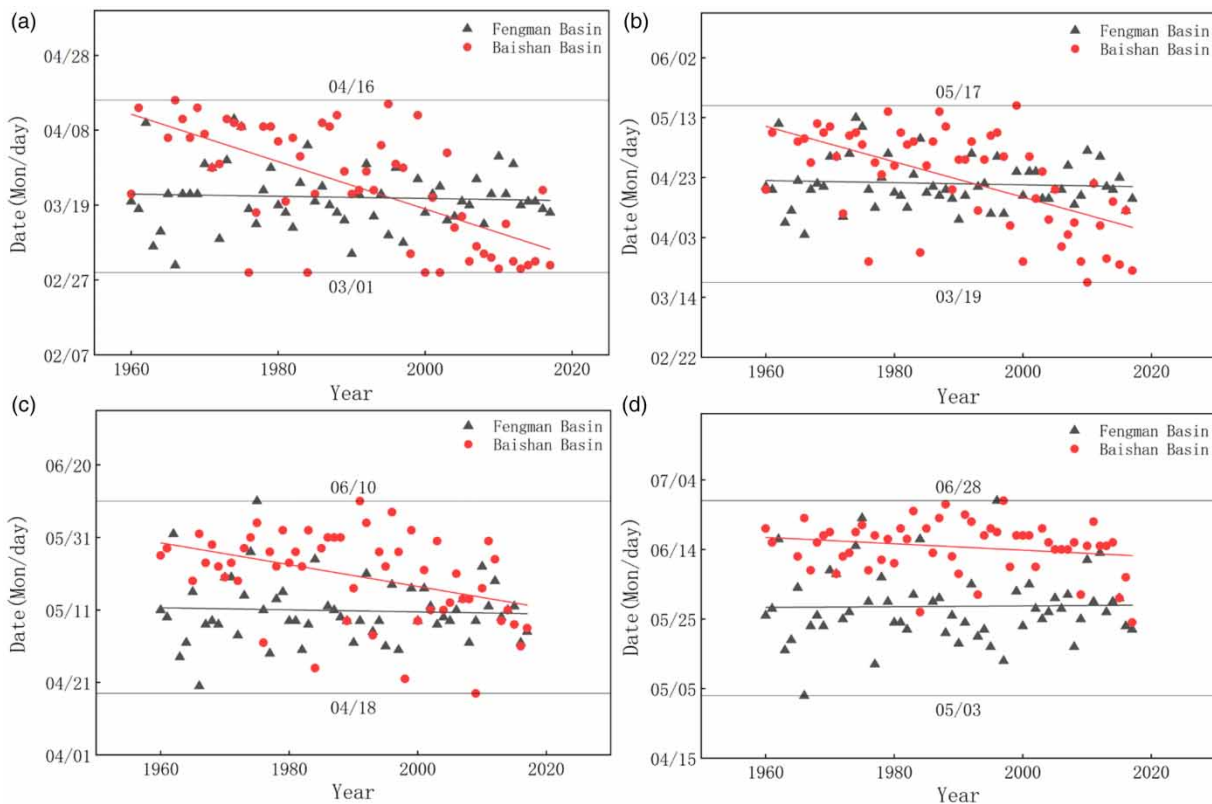 (a)
Fengman Basin
Baishan Basin
04/28
04/16
04/08
03/19
03/01
02/27
02/07
Date(Mon/day)
1960 1980 2000 2020
Year
(b)
Fengman Basin
Baishan Basin
06/02
05/17
05/13
04/23
04/03
03/19
03/14
02/22
Date(Mon/day)
1960 1980 2000 2020
Year
(c)
Fengman Basin
Baishan Basin
06/20
06/10
05/31
05/11
04/21
04/18
04/01
Date(Mon/day)
1960 1980 2000 2020
Year
(d)
Fengman Basin
Baishan Basin
07/04
06/28
06/14
05/25
05/05
05/03
04/15
Date(Mon/day)
1960 1980 2000 2020
Year